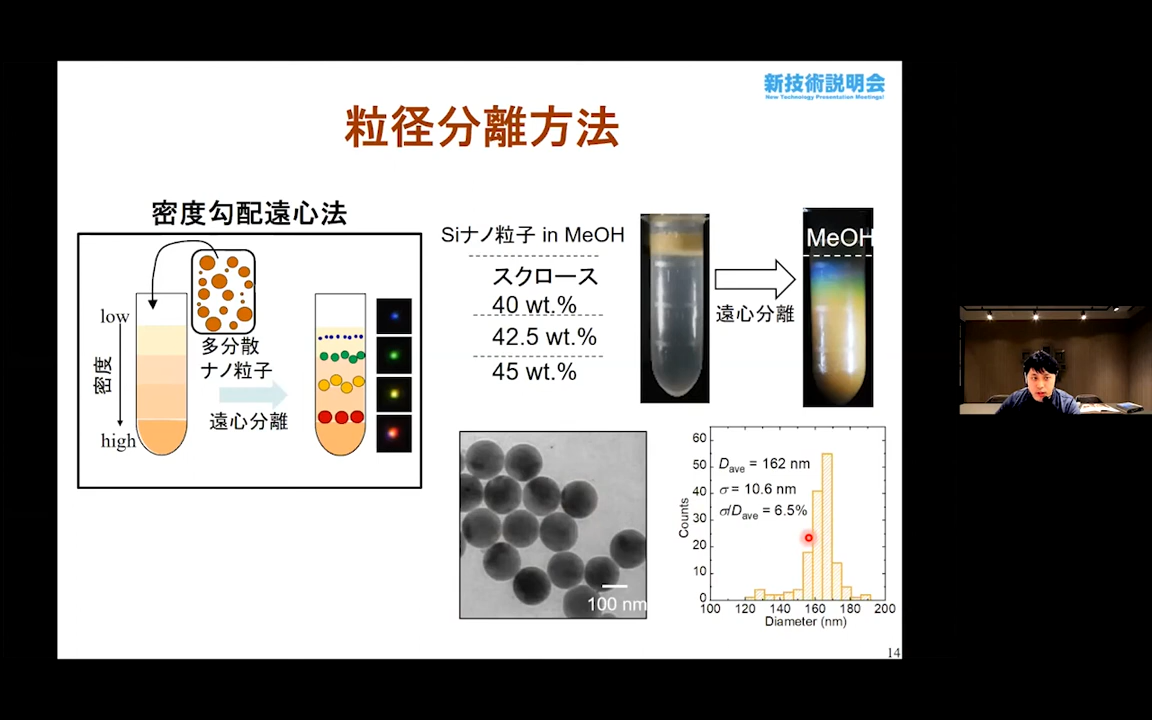 新技術説明会
New Technology Presentation Meetings!
粒径分離方法
密度勾配遠心法
low
密度
high
多分散
ナノ粒子
遠心分離
Siナノ粒子 in MeOH
スクロース
40 wt.%
42.5 wt.%
45 wt.%
遠心分離
MeOH
100 nm
Counts
60
50
40
30
20
10
0
Dave = 162 nm
σ = 10.6 nm
σ/Dave = 6.5%
100 120 140 160 180 200
Diameter (nm)
14